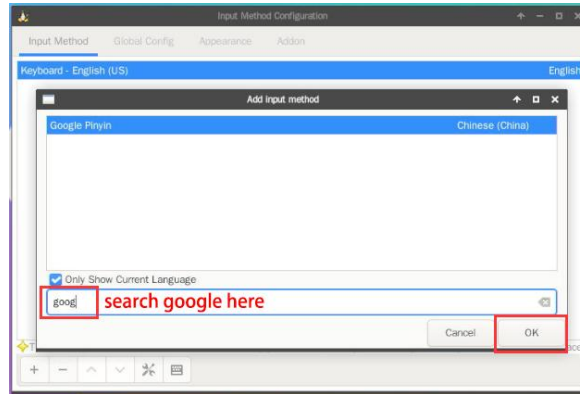 Input Method Configuration
Input Method Global Config Appearance Addon
Keyboard - English (US) English
Add input method
Google Pinyin Chinese (China)
Only Show Current Language
goog search google here
Cancel OK